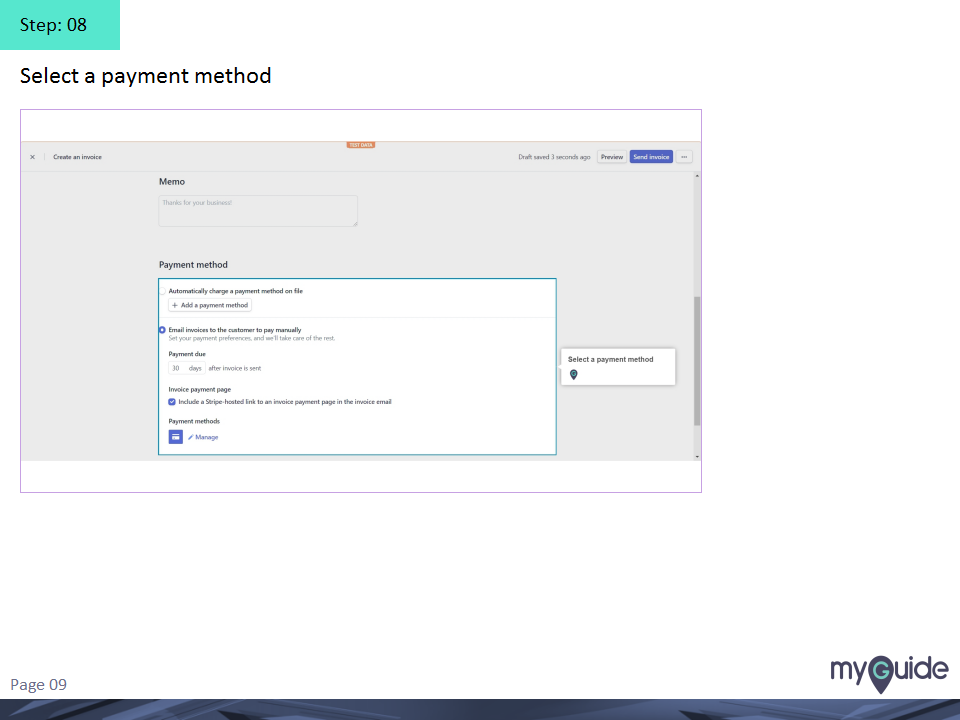 Step: 08
Select a payment method
TEST DATA
× Create an invoice Draft saved 3 seconds ago Preview Send invoice ...
Memo
Thanks for your business!
Payment method
Automatically charge a payment method on file
+ Add a payment method
Email invoices to the customer to pay manually
Set your payment preferences, and we'll take care of the rest.
Payment due
30 days after invoice is sent
Invoice payment page
Include a Stripe-hosted link to an invoice payment page in the invoice email
Payment methods
Manage
Select a payment method
myGuide
Page 09